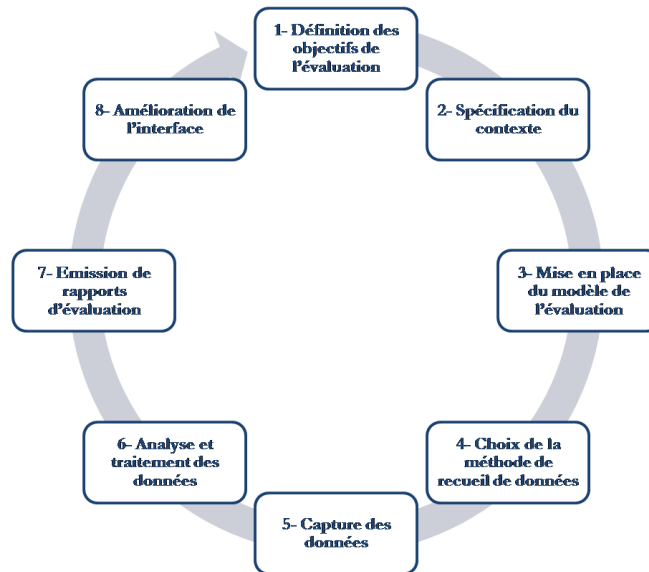 1- Définition des
objectifs de
l'évaluation
2- Spécification du
contexte
3- Mise en place
du modèle de
l'évaluation
4- Choix de la
méthode de
recueil de données
5- Capture des
données
6- Analyse et
traitement des
données
7- Emission de
rapports
d'évaluation
8- Amélioration de
l'interface